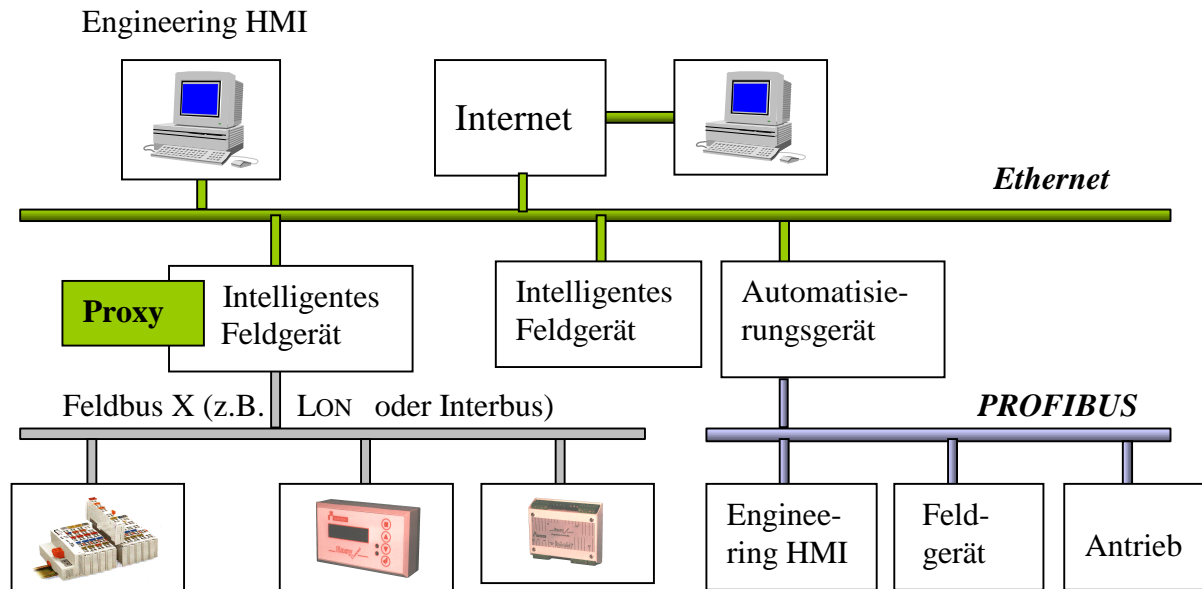 Engineering HMI
Internet
Ethernet
Proxy
Intelligentes
Feldgerät
Intelligentes
Feldgerät
Automatisie-
rungsgerät
Feldbus X (z.B. LON oder Interbus)
PROFIBUS
Enginee-
ring HMI
Feld-
gerät
Antrieb